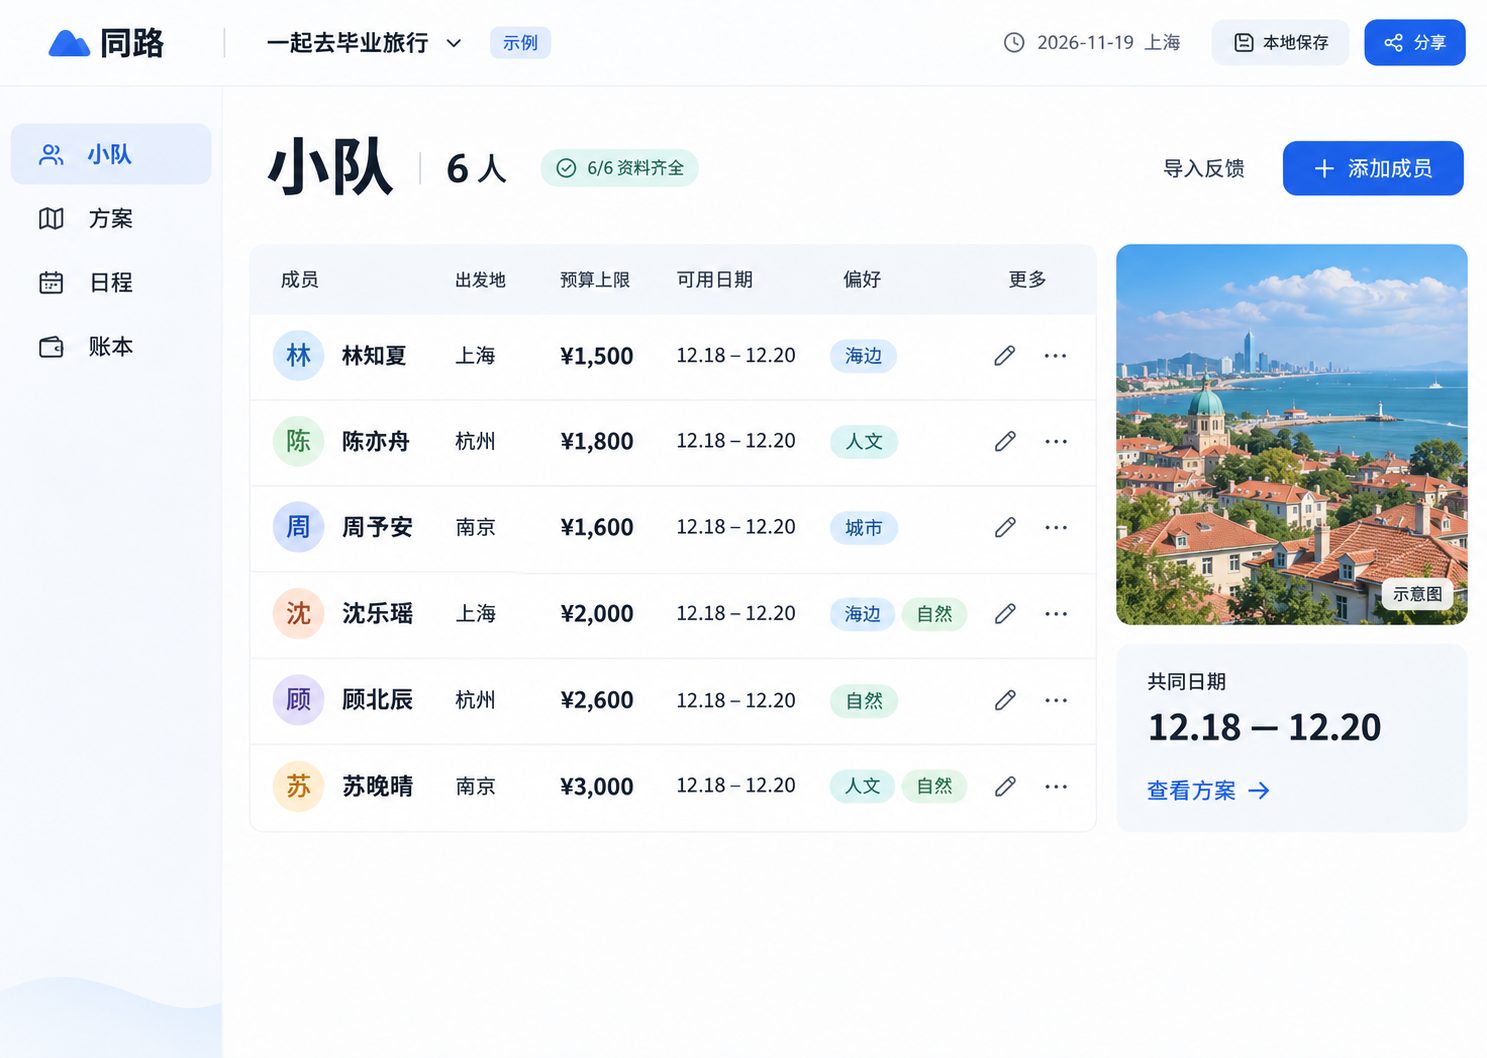 同路
一起去毕业旅行 示例 2026-11-19 上海 本地保存 分享
小队
方案
日程
账本
小队 6 人 6/6 资料齐全 导入反馈 + 添加成员
成员 出发地 预算上限 可用日期 偏好 更多
林 林知夏 上海 ¥1,500 12.18 – 12.20 海边
陈 陈亦舟 杭州 ¥1,800 12.18 – 12.20 人文
周 周予安 南京 ¥1,600 12.18 – 12.20 城市
沈 沈乐瑶 上海 ¥2,000 12.18 – 12.20 海边 自然
顾 顾北辰 杭州 ¥2,600 12.18 – 12.20 自然
苏 苏晚晴 南京 ¥3,000 12.18 – 12.20 人文 自然
示意图
共同日期
12.18 — 12.20
查看方案 →